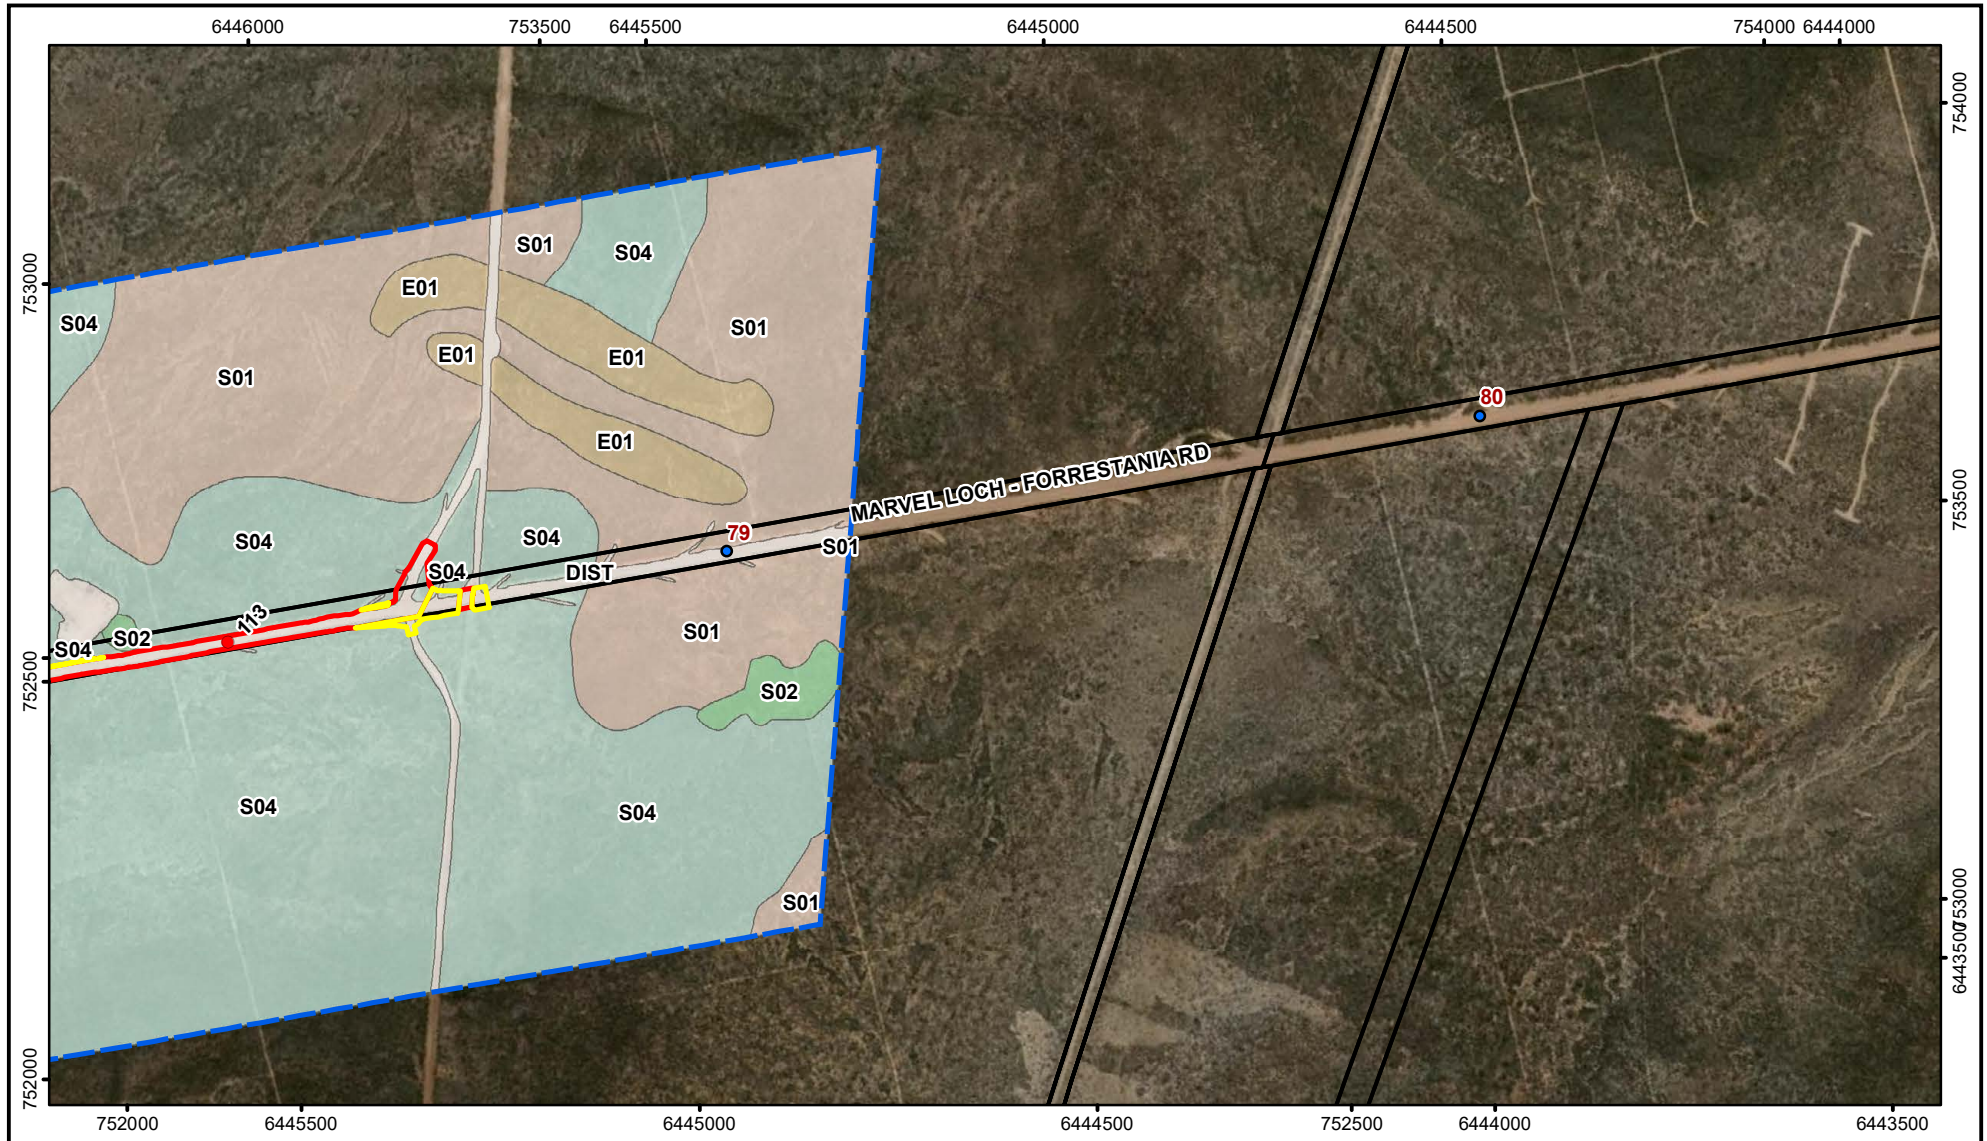 6446000 753500 6445500 6445000 6444500 754000 6444000
754000
S01
S04
753000
E01
S04
S01
E01
E01
S01
80
E01
MARVEL LOCH - FORRESTANIA RD
753500
79
S04
S04
S01
S04
DIST
113
S01
S02
S04
752500
S02
S04
S04
S01
753000
6443500
752000
752000 6445500 6445000 6444500 752500 6444000 6443500